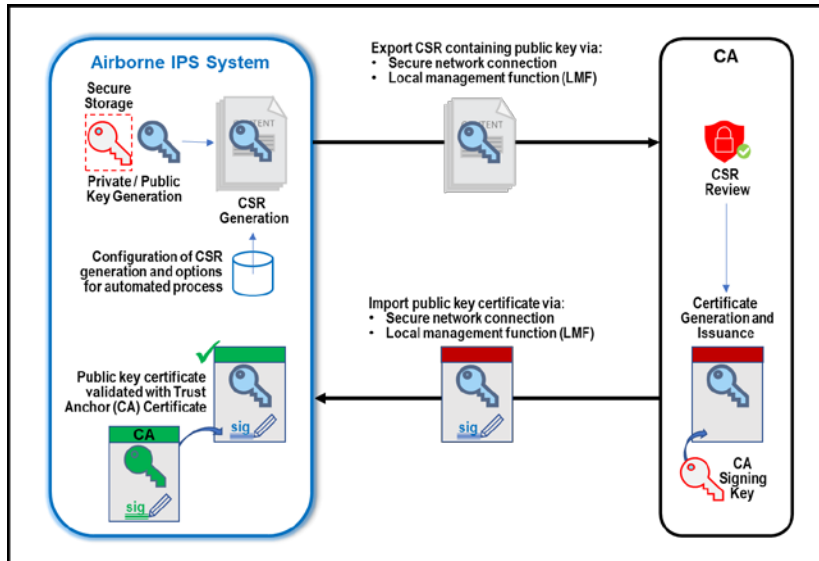 Airborne IPS System
Secure
Storage
Private / Public
Key Generation
CSR
Generation
Configuration of CSR
generation and options
for automated process
Public key certificate
validated with Trust
Anchor (CA) Certificate
CA
sig
sig
Export CSR containing public key via:
• Secure network connection
• Local management function (LMF)
Import public key certificate via:
• Secure network connection
• Local management function (LMF)
sig
CA
CSR
Review
Certificate
Generation and
Issuance
CA
Signing
Key